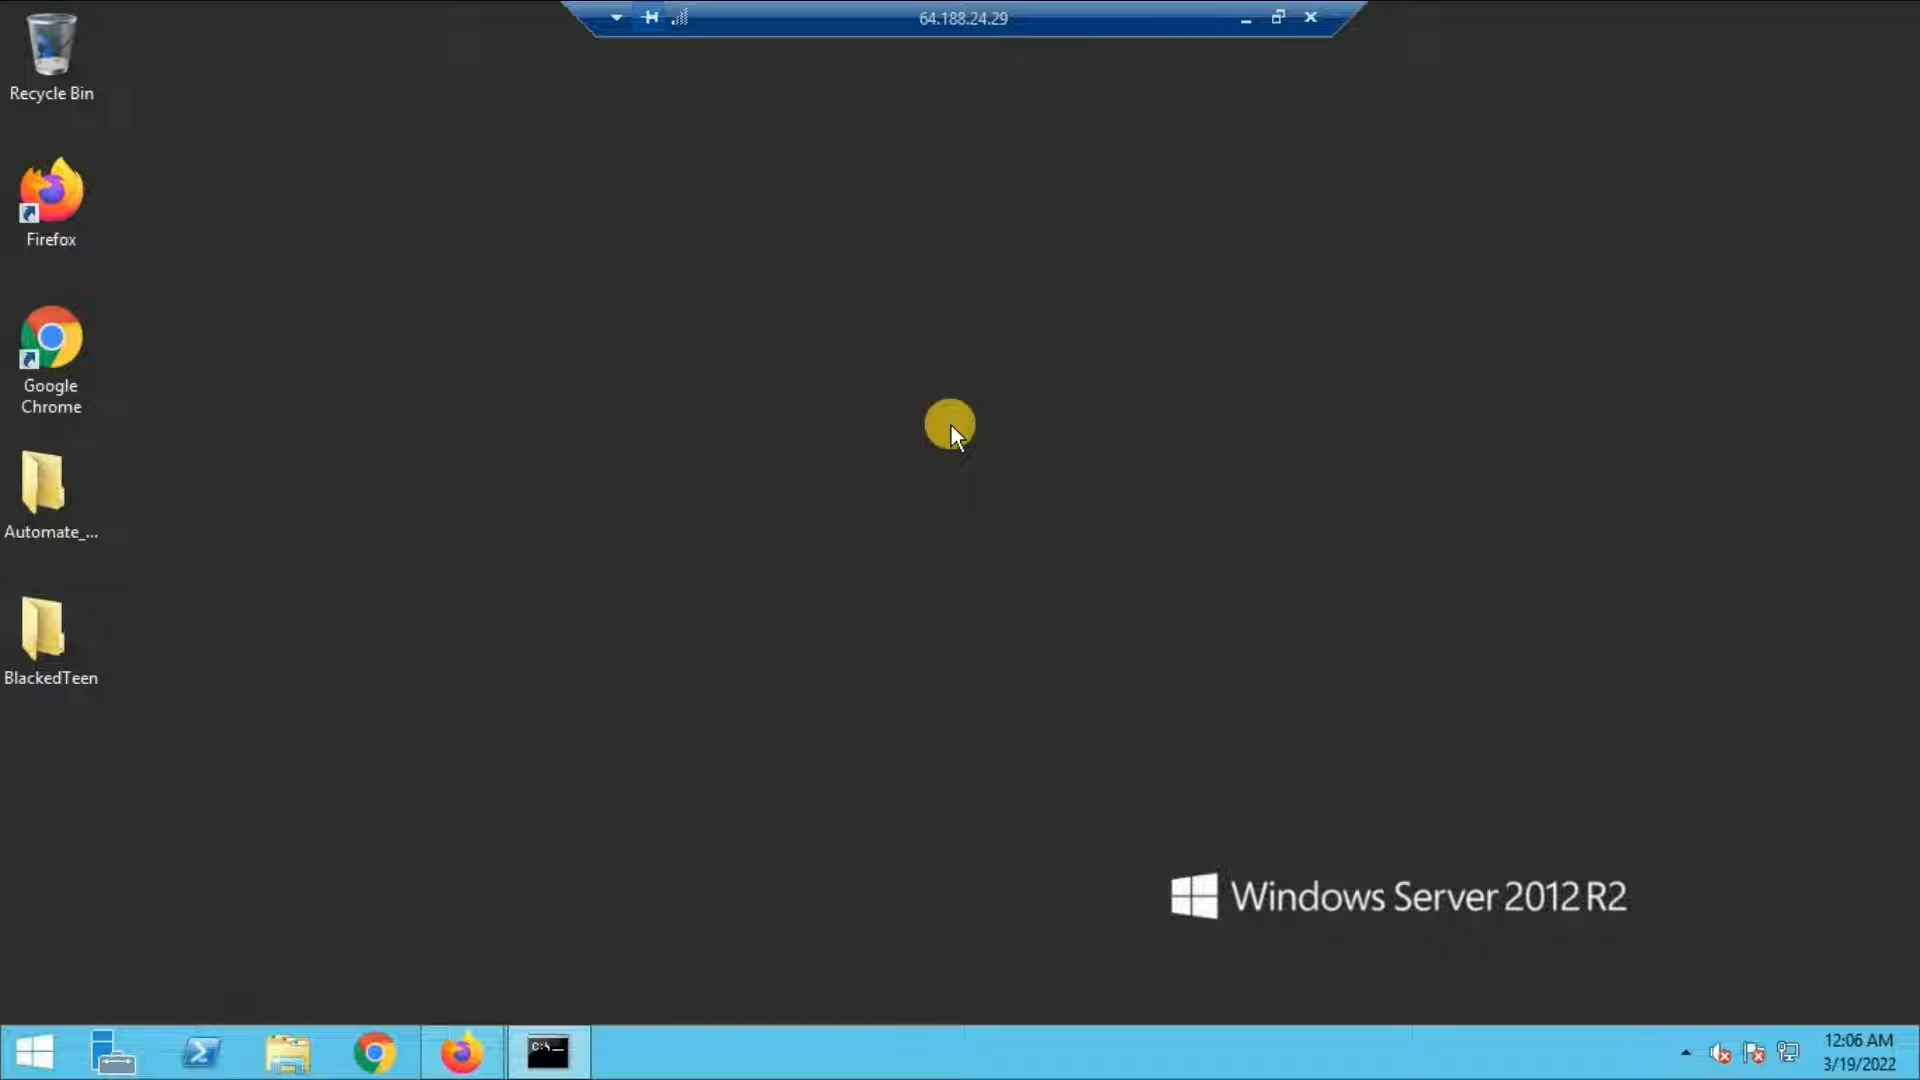 64.188.24.29
Recycle Bin
Firefox
Google
Chrome
Automate_...
BlackedTeen
Windows Server 2012 R2
C:\.
12:06 AM
3/19/2022